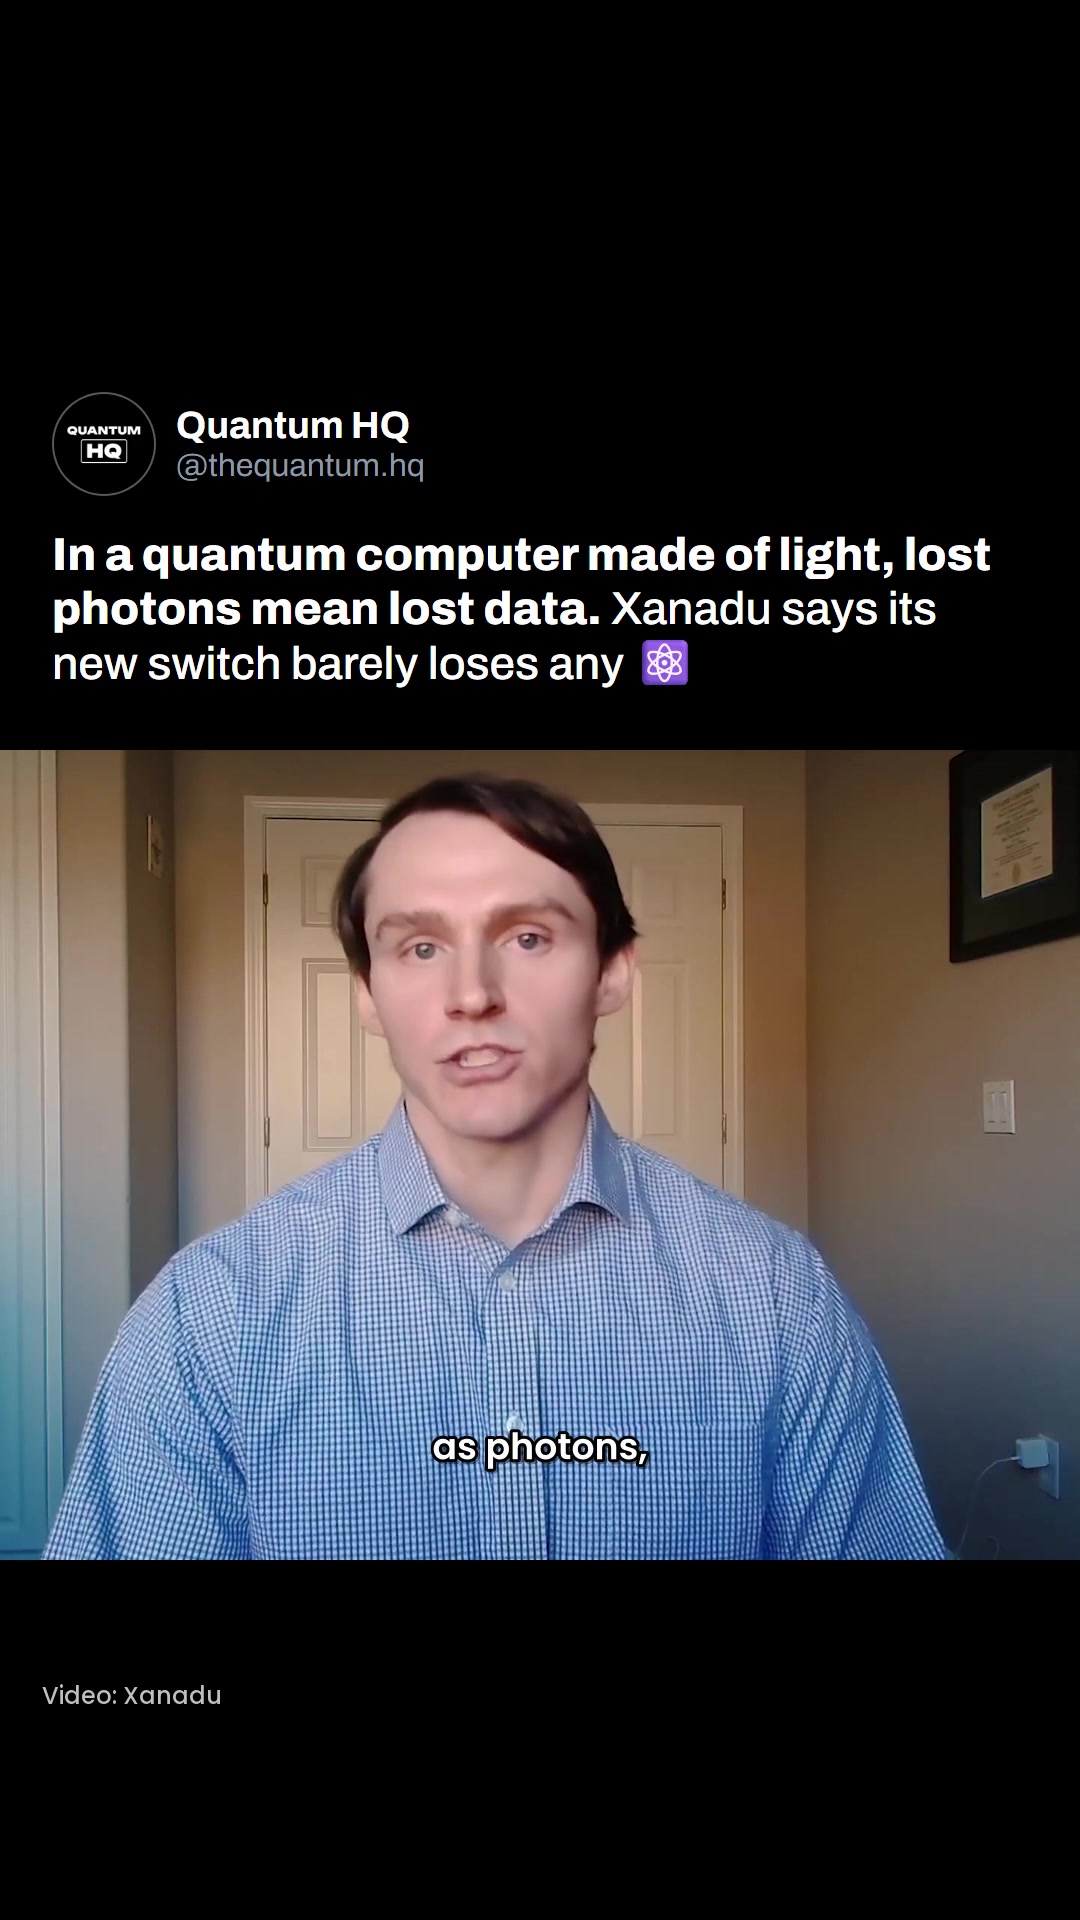 QUANTUM
HQ
Quantum HQ
@thequantum.hq
In a quantum computer made of light, lost
photons mean lost data. Xanadu says its
new switch barely loses any ⚛️
as photons,
Video: Xanadu